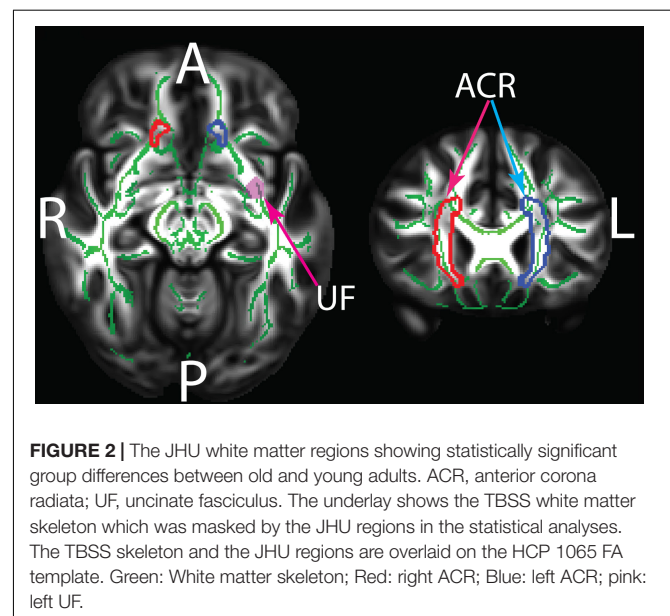 A
R
UF
P
ACR
L
FIGURE 2 | The JHU white matter regions showing statistically significant
group differences between old and young adults. ACR, anterior corona
radiata; UF, uncinate fasciculus. The underlay shows the TBSS white matter
skeleton which was masked by the JHU regions in the statistical analyses.
The TBSS skeleton and the JHU regions are overlaid on the HCP 1065 FA
template. Green: White matter skeleton; Red: right ACR; Blue: left ACR; pink:
left UF.